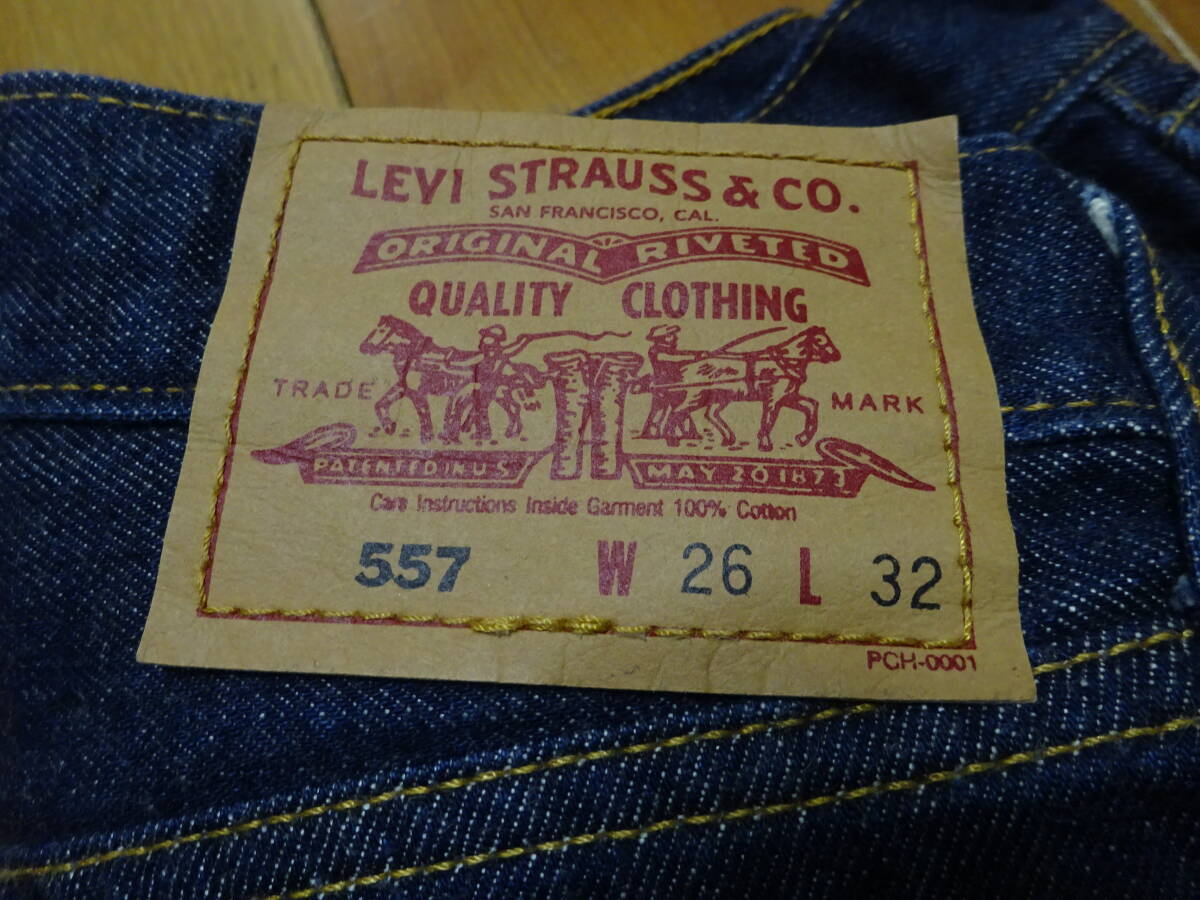 LEVI STRAUSS & CO.
SAN FRANCISCO, CAL.
ORIGINAL RIVETED
QUALITY CLOTHING
TRADE MARK
PATENTED IN U S MAY 20 1873
Care Instructions Inside Garment 100% Cotton
557 W 26 L 32
PCH-0001